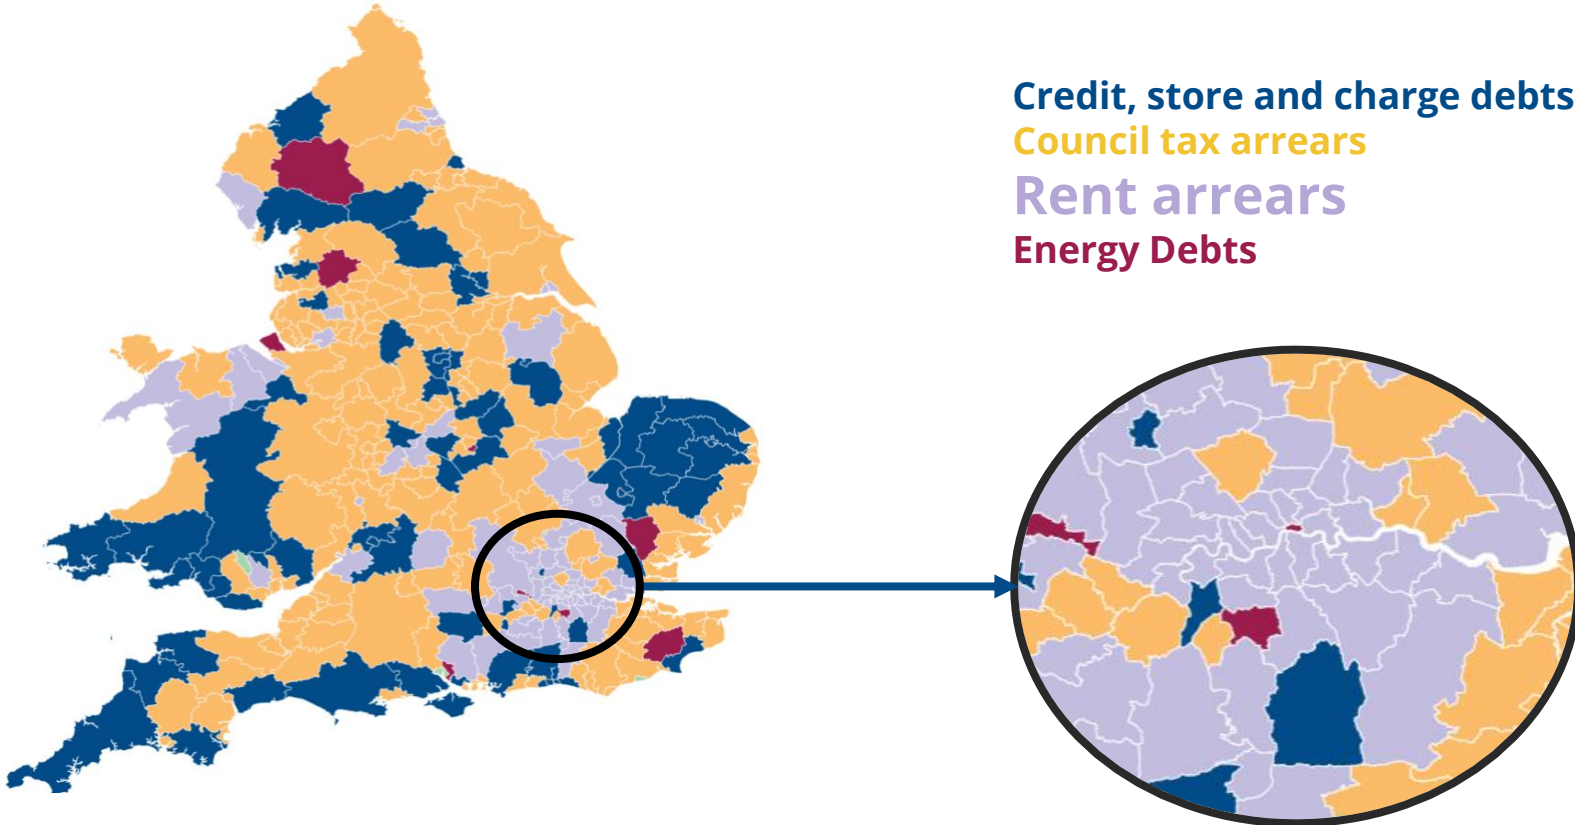 Credit, store and charge debts
Council tax arrears
Rent arrears
Energy Debts